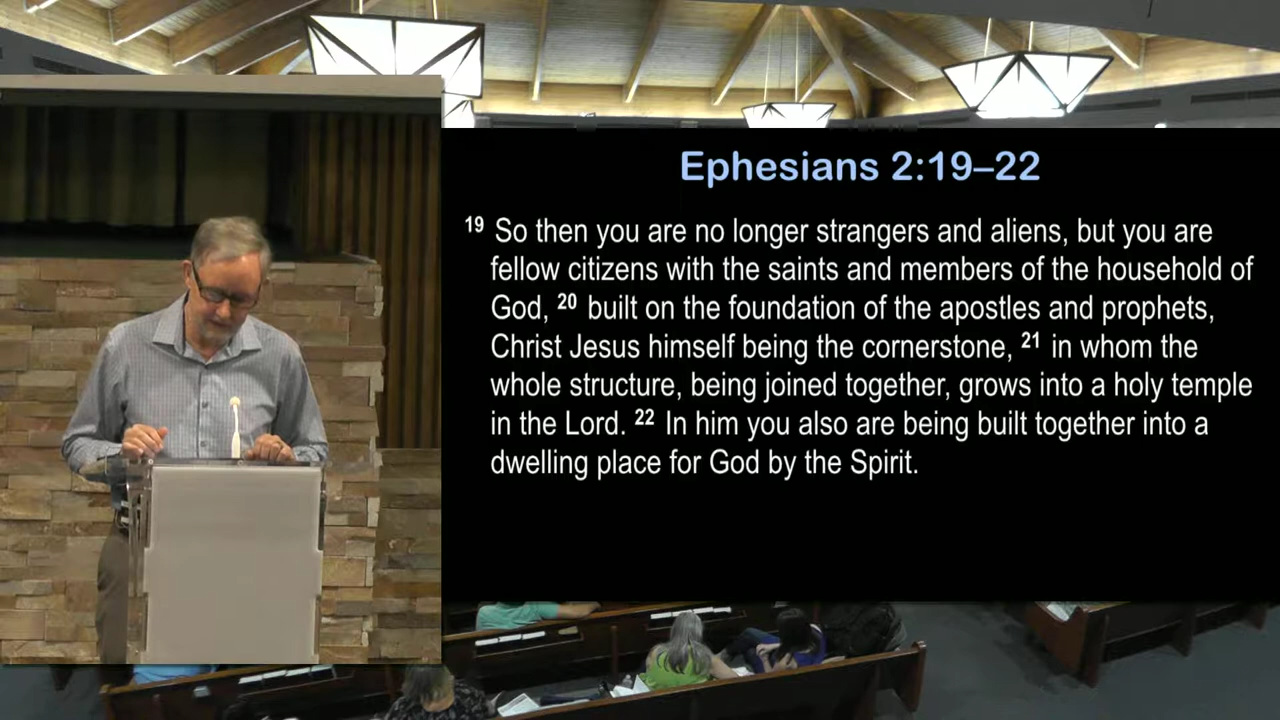 Ephesians 2:19–22
19 So then you are no longer strangers and aliens, but you are
fellow citizens with the saints and members of the household of
God, 20 built on the foundation of the apostles and prophets,
Christ Jesus himself being the cornerstone, 21 in whom the
whole structure, being joined together, grows into a holy temple
in the Lord. 22 In him you also are being built together into a
dwelling place for God by the Spirit.